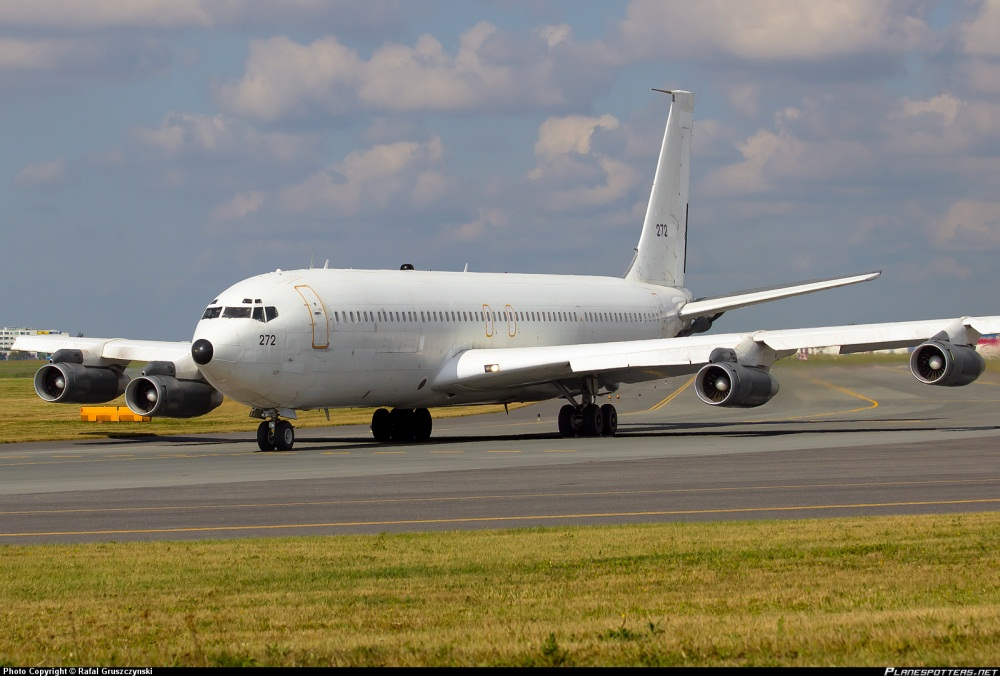 272
272
Photo Copyright © Rafal Gruszczynski
PLANESPOTTERS.NET